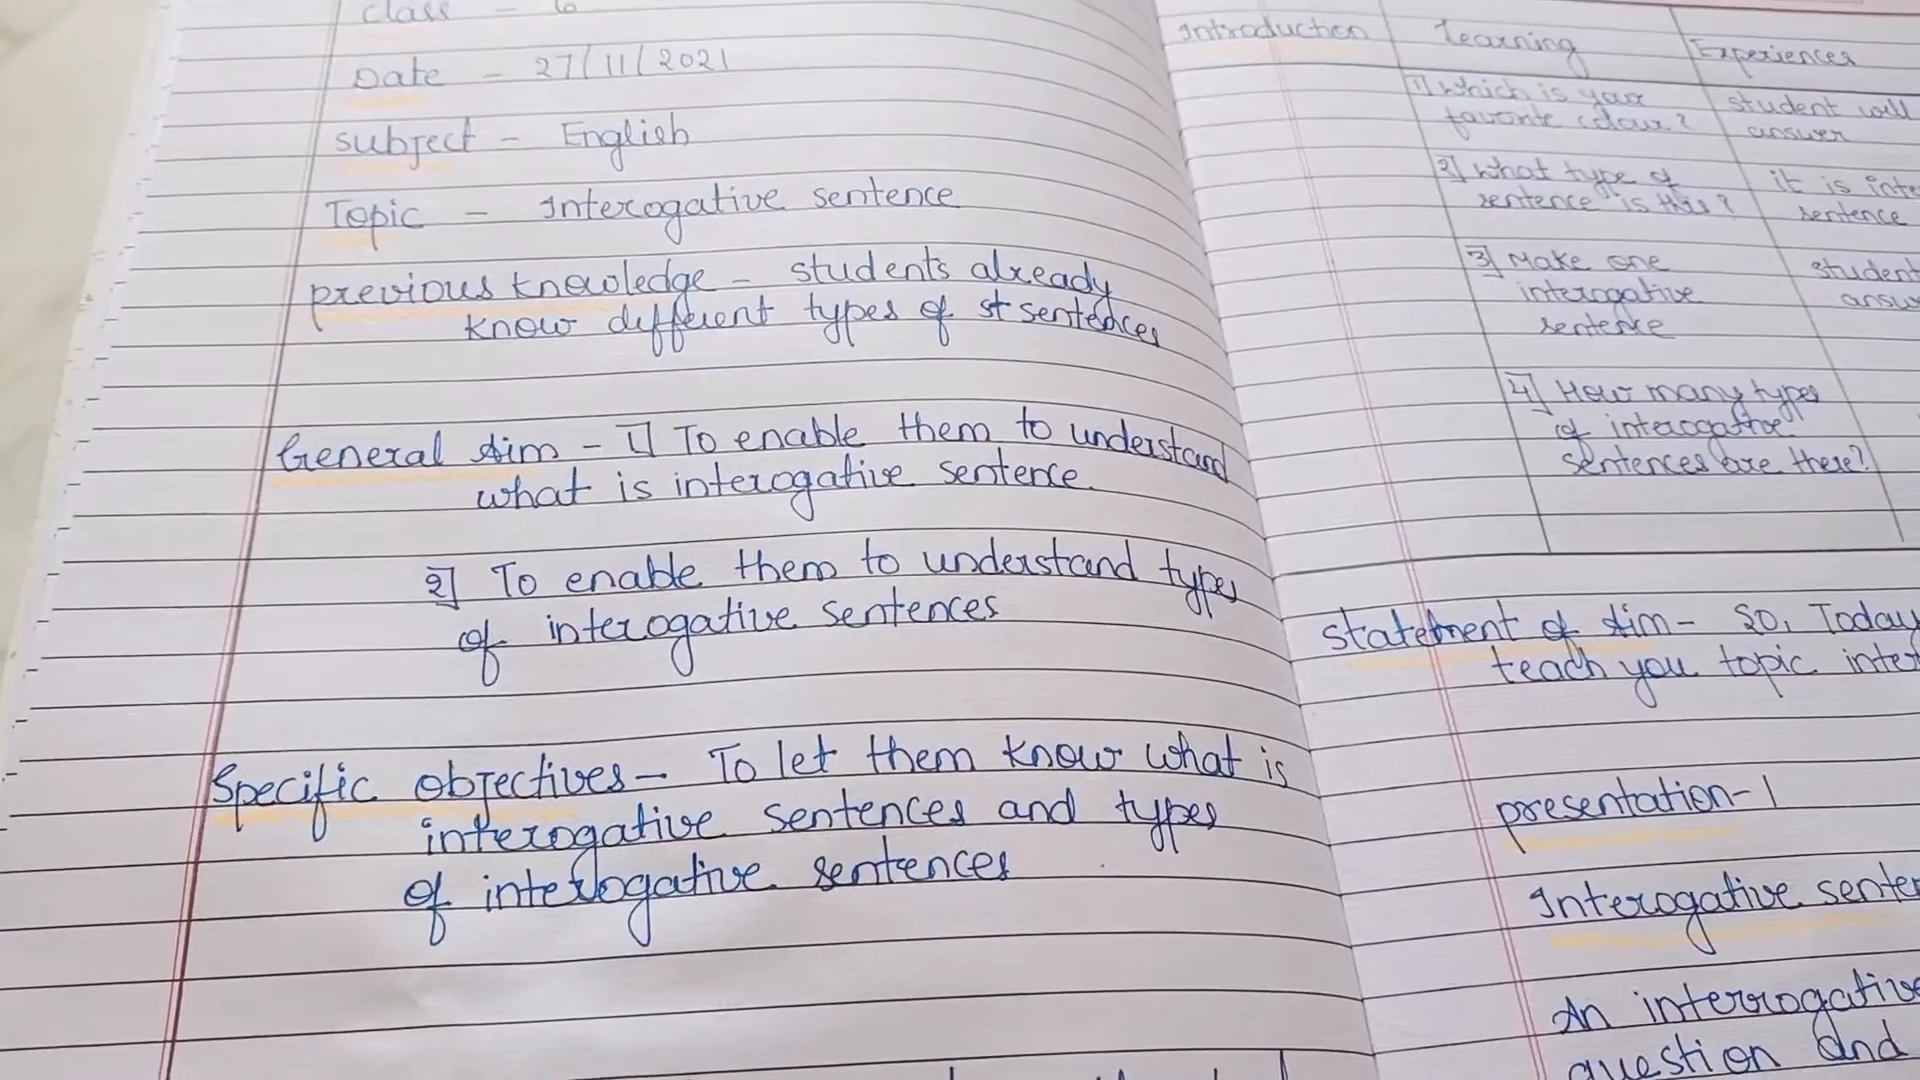 class - 6
Date - 27/11/2021
subject - English
Topic - Interogative sentence
previous knowledge - students already
know different types of st sentences
General Aim - 1] To enable them to understand
what is interogative sentence.
2] To enable them to understand types
of interogative sentences
Specific objectives - To let them know what is
interogative sentences and types
of interogative sentences
Introduction
Learning
Experiences
1] which is your
favorite colour?
student will
answer
2] what type of
sentence is this?
it is inte
sentence
3] Make one
interogative
sentence
student
answ
4] How many types
of interogative
sentences are there?
statement of Aim - So, Today
teach you topic inter
presentation-1
Interogative senten
An interrogative
question and